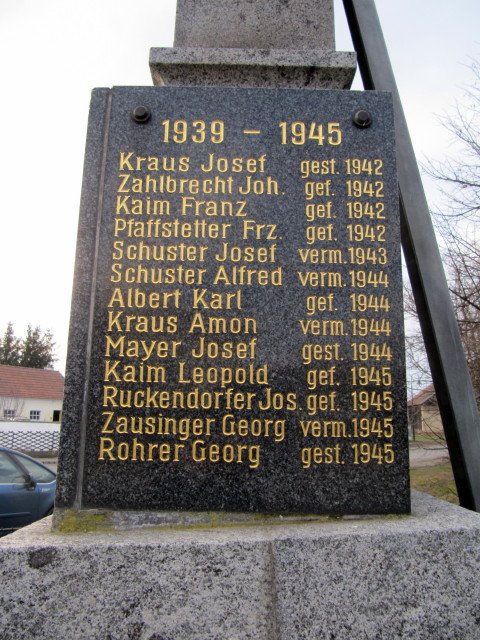 1939 – 1945
Kraus Josef gest. 1942
Zahlbrecht Joh. gef. 1942
Kaim Franz gef. 1942
Pfaffstetter Frz. gef. 1942
Schuster Josef verm. 1943
Schuster Alfred verm. 1944
Albert Karl gef. 1944
Kraus Amon verm. 1944
Mayer Josef gest. 1944
Kaim Leopold gef. 1945
Ruckendorfer Jos. gef. 1945
Zausinger Georg verm. 1945
Rohrer Georg gest. 1945